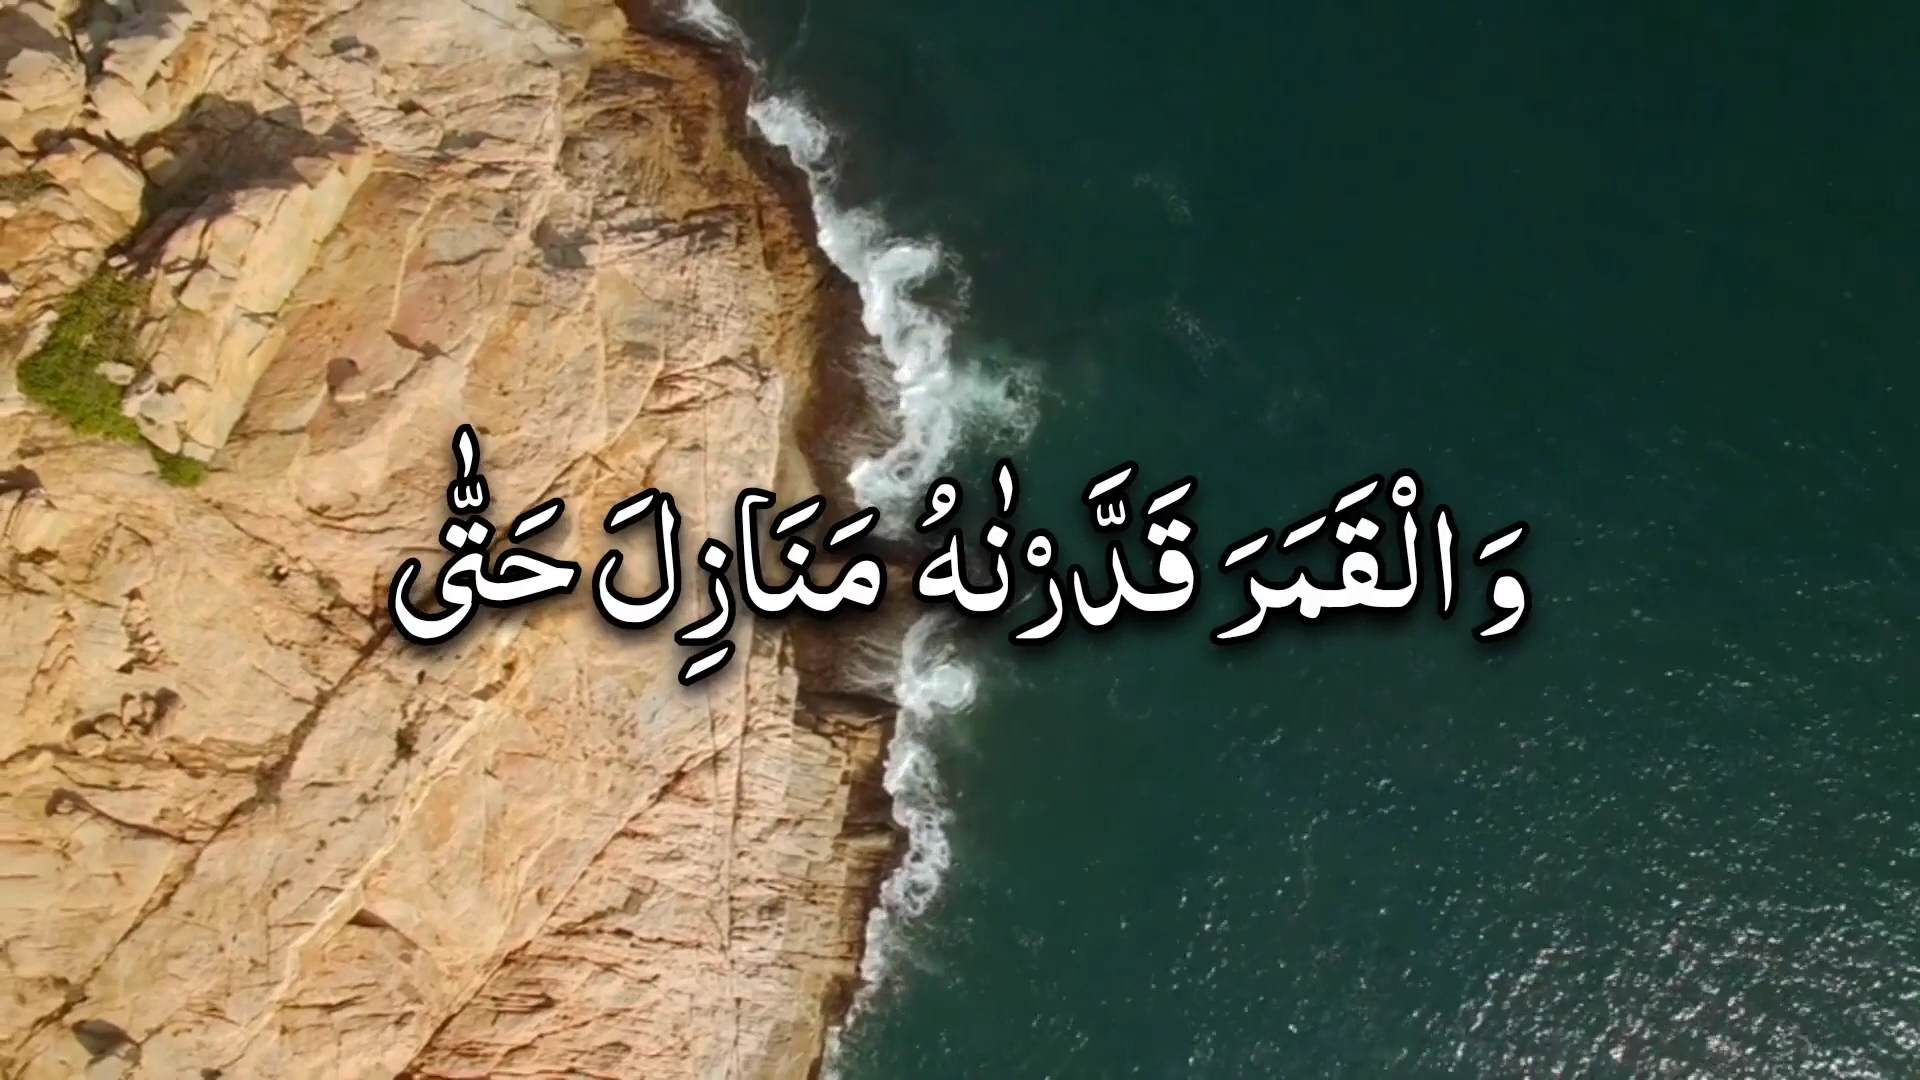 وَ الْقَمَرَ قَدَّرْنٰهُ مَنَازِلَ حَتّٰى